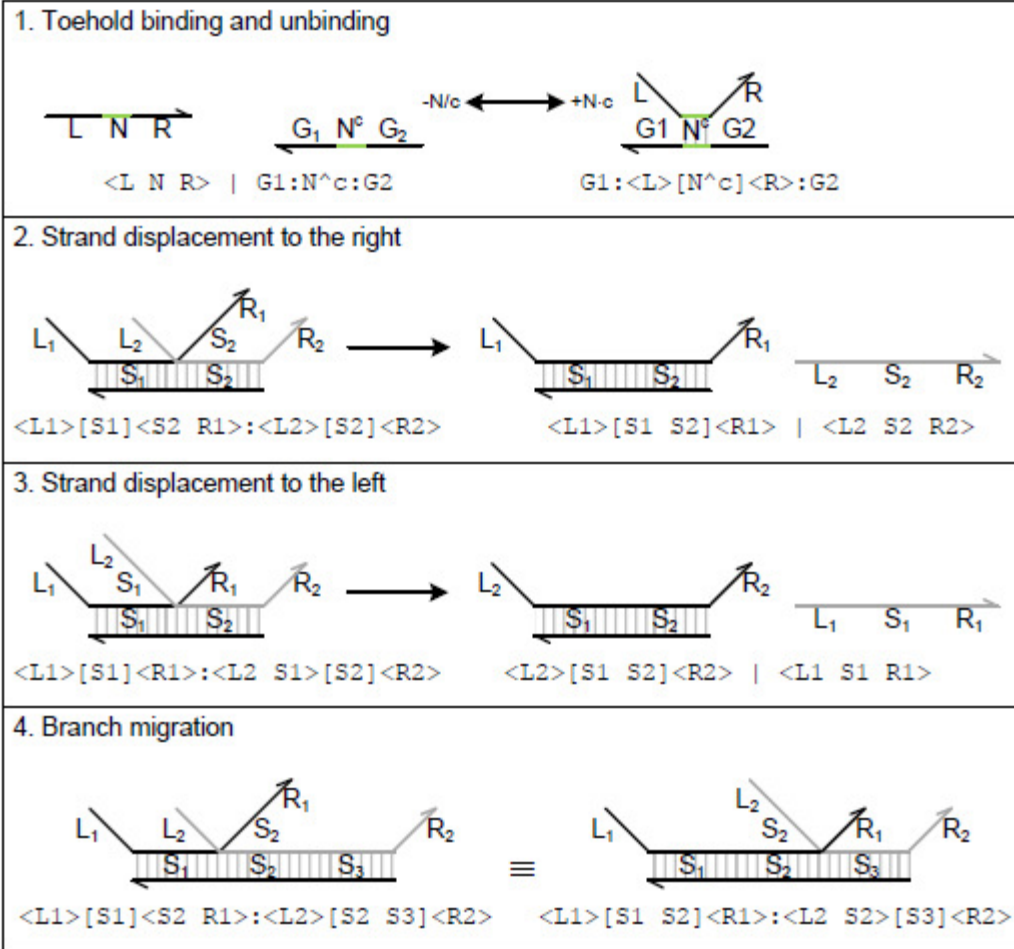 1. Toehold binding and unbinding
L N R
G₁ Nᶜ G₂
-N/c +N·c
L R
G1 Nᶜ G2
<L N R> | G1:N^c:G2
G1:<L>[N^c]<R>:G2
2. Strand displacement to the right
L₁ L₂ S₂ R₁ R₂
S₁ S₂
L₁ R₁
S₁ S₂
L₂ S₂ R₂
<L1>[S1]<S2 R1>:<L2>[S2]<R2>
<L1>[S1 S2]<R1> | <L2 S2 R2>
3. Strand displacement to the left
L₁ L₂ S₁ R₁ R₂
S₁ S₂
L₂ R₂
S₁ S₂
L₁ S₁ R₁
<L1>[S1]<R1>:<L2 S1>[S2]<R2>
<L2>[S1 S2]<R2> | <L1 S1 R1>
4. Branch migration
L₁ L₂ S₂ R₁ R₂
S₁ S₂ S₃
≡
L₁ L₂ S₂ R₁ R₂
S₁ S₂ S₃
<L1>[S1]<S2 R1>:<L2>[S2 S3]<R2>
<L1>[S1 S2]<R1>:<L2 S2>[S3]<R2>